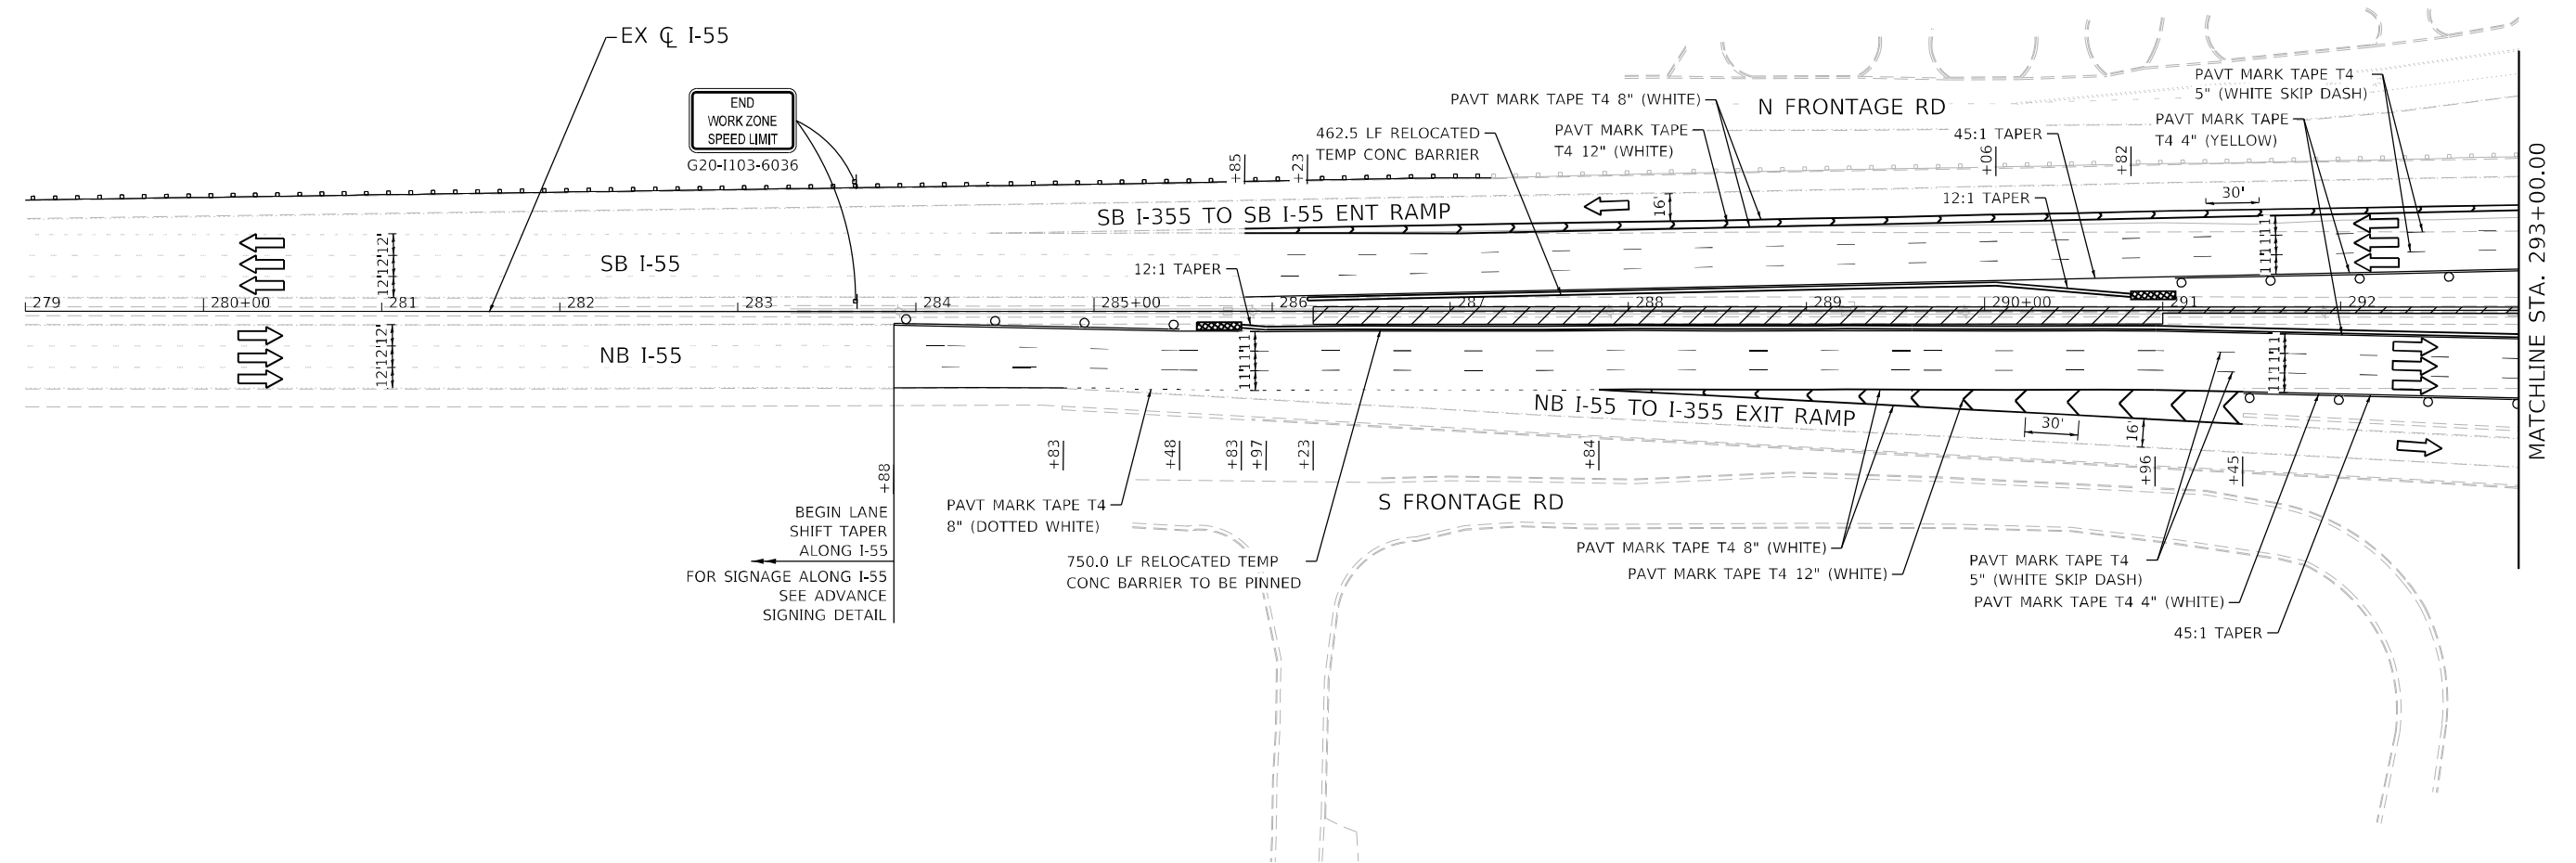 EX ℄ I-55
END
WORK ZONE
SPEED LIMIT
G20-I103-6036
PAVT MARK TAPE T4
5" (WHITE SKIP DASH)
PAVT MARK TAPE T4 8" (WHITE)
N FRONTAGE RD
462.5 LF RELOCATED
TEMP CONC BARRIER
PAVT MARK TAPE
T4 12" (WHITE)
45:1 TAPER
PAVT MARK TAPE
T4 4" (YELLOW)
+85
+23
+06
+82
MATCHLINE STA. 293+00.00
SB I-355 TO SB I-55 ENT RAMP
16'
12:1 TAPER
30'
12'12'12'
SB I-55
12:1 TAPER
11'11'11'
279
280+00
281
282
283
284
285+00
286
287
288
289
290+00
291
292
12'12'12'
NB I-55
11'11'11'
11'11'11'
NB I-55 TO I-355 EXIT RAMP
30'
16'
+88
+83
+48
+83
+97
+23
+84
+96
+45
BEGIN LANE
SHIFT TAPER
ALONG I-55
FOR SIGNAGE ALONG I-55
SEE ADVANCE
SIGNING DETAIL
PAVT MARK TAPE T4
8" (DOTTED WHITE)
S FRONTAGE RD
750.0 LF RELOCATED TEMP
CONC BARRIER TO BE PINNED
PAVT MARK TAPE T4 8" (WHITE)
PAVT MARK TAPE T4 12" (WHITE)
PAVT MARK TAPE T4
5" (WHITE SKIP DASH)
PAVT MARK TAPE T4 4" (WHITE)
45:1 TAPER